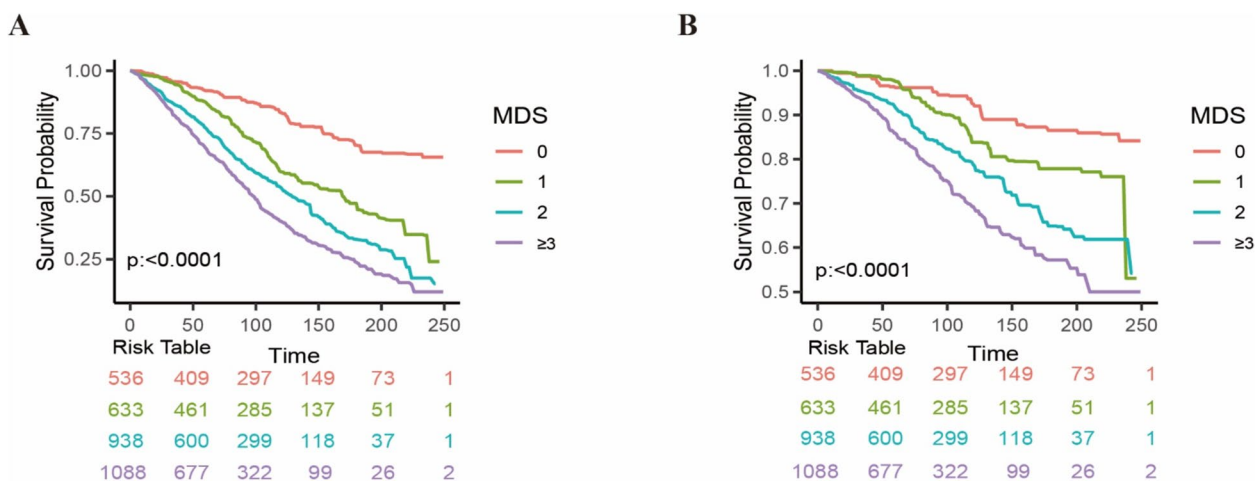 A
1.00
0.75
0.50
0.25
Survival Probability
p:<0.0001
0 50 100 150 200 250
Risk Table
Time
MDS
0
1
2
≥3
536 409 297 149 73 1
633 461 285 137 51 1
938 600 299 118 37 1
1088 677 322 99 26 2
B
1.0
0.9
0.8
0.7
0.6
0.5
Survival Probability
p:<0.0001
0 50 100 150 200 250
Risk Table
Time
MDS
0
1
2
≥3
536 409 297 149 73 1
633 461 285 137 51 1
938 600 299 118 37 1
1088 677 322 99 26 2